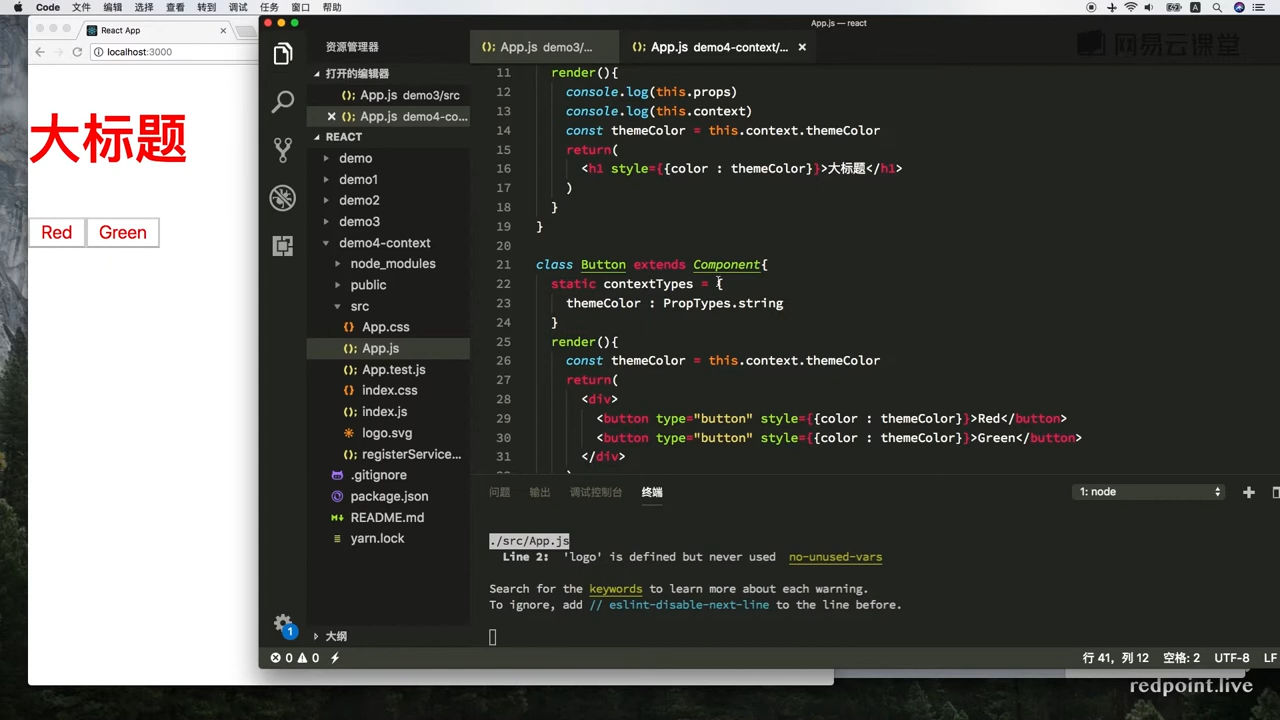 Code 文件 编辑 选择 查看 转到 调试 任务 窗口 帮助
React App
localhost:3000
大标题
Red Green
App.js — react
资源管理器
打开的编辑器
App.js demo3/src
App.js demo4-co...
REACT
demo
demo1
demo2
demo3
demo4-context
node_modules
public
src
App.css
App.js
App.test.js
index.css
index.js
logo.svg
registerService...
.gitignore
package.json
README.md
yarn.lock
大纲
App.js demo3/...
App.js demo4-context/...
网易云课堂
11 render(){
12 console.log(this.props)
13 console.log(this.context)
14 const themeColor = this.context.themeColor
15 return(
16 <h1 style={{color : themeColor}}>大标题</h1>
17 )
18 }
19 }
20
21 class Button extends Component{
22 static contextTypes = {
23 themeColor : PropTypes.string
24 }
25 render(){
26 const themeColor = this.context.themeColor
27 return(
28 <div>
29 <button type="button" style={{color : themeColor}}>Red</button>
30 <button type="button" style={{color : themeColor}}>Green</button>
31 </div>
问题 输出 调试控制台 终端
1: node
./src/App.js
Line 2: 'logo' is defined but never used no-unused-vars
Search for the keywords to learn more about each warning.
To ignore, add // eslint-disable-next-line to the line before.
1
0 0
行 41，列 12 空格: 2 UTF-8 LF
redpoint.live